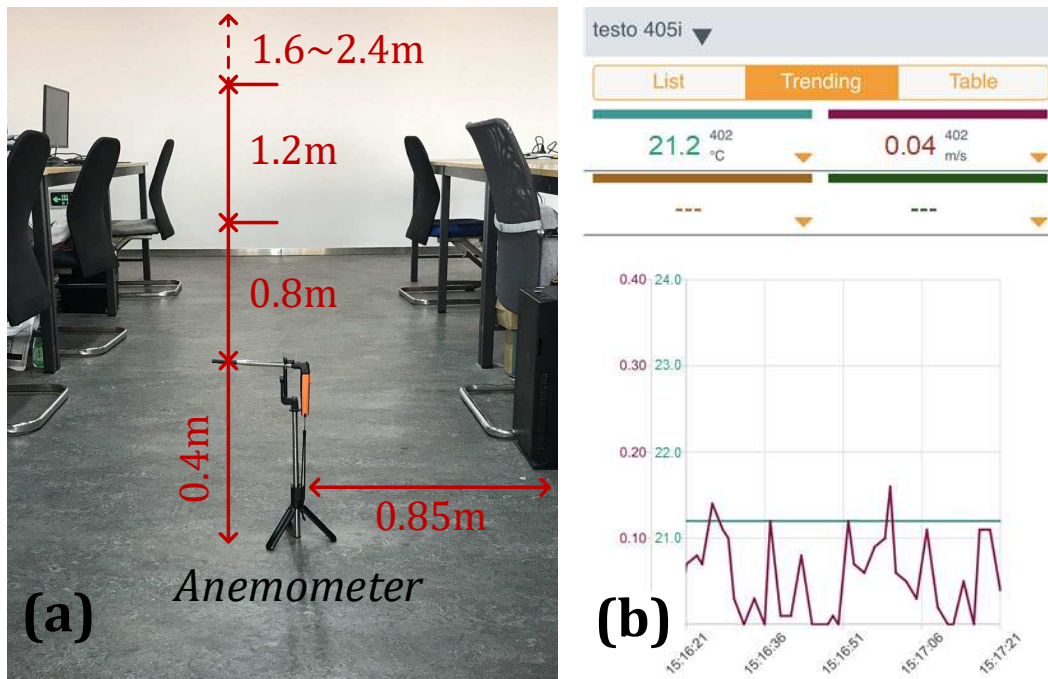 1.6~2.4m
1.2m
0.8m
0.4m
0.85m
Anemometer
(a)
testo 405i
List Trending Table
21.2 402 °C 0.04 402 m/s
--- ---
0.40 24.0
0.30 23.0
0.20 22.0
0.10 21.0
15:16:21 15:16:36 15:16:51 15:17:06 15:17:21
(b)